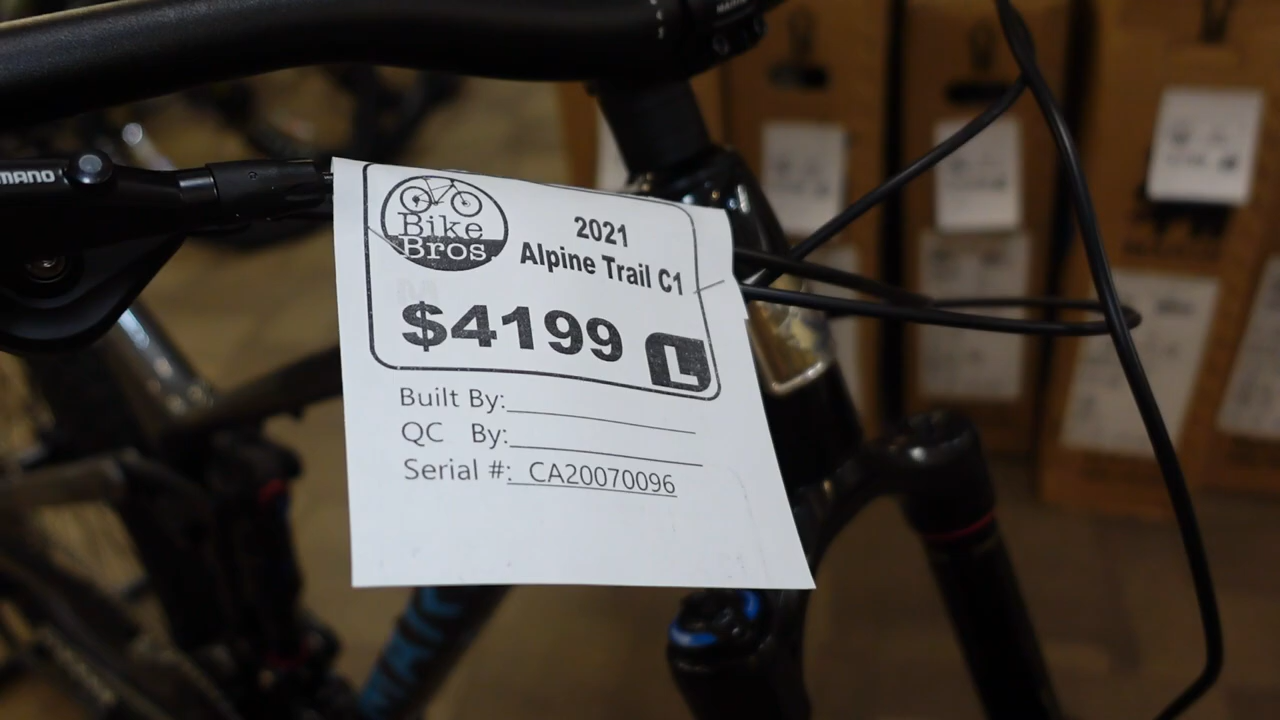 MANO
Bike
Bros
2021
Alpine Trail C1
$4199
L
Built By:
QC By:
Serial #: CA20070096